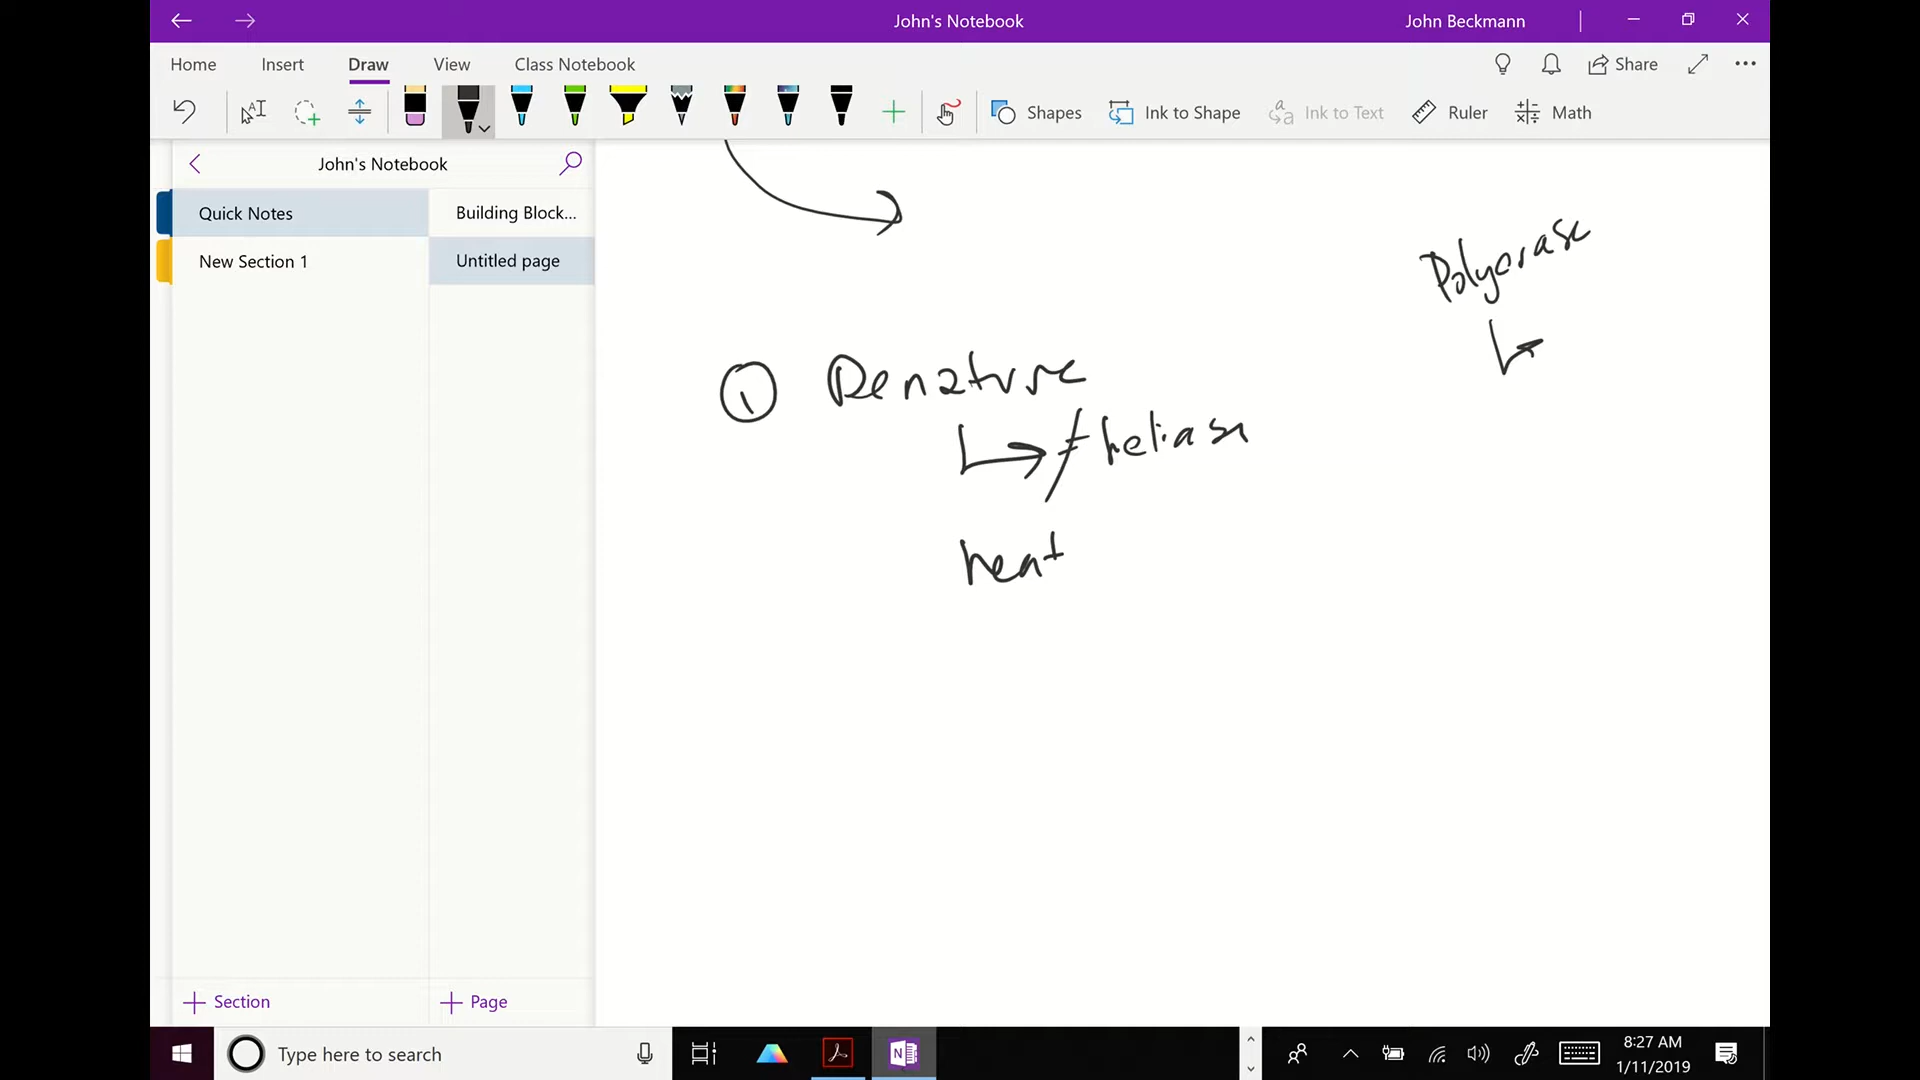 John's Notebook
John Beckmann
Home Insert Draw View Class Notebook
Share
Shapes Ink to Shape Ink to Text Ruler Math
John's Notebook
Quick Notes
New Section 1
Building Block...
Untitled page
Polyerase
① Denature
≠ heliase
heat
Section
Page
Type here to search
8:27 AM
1/11/2019